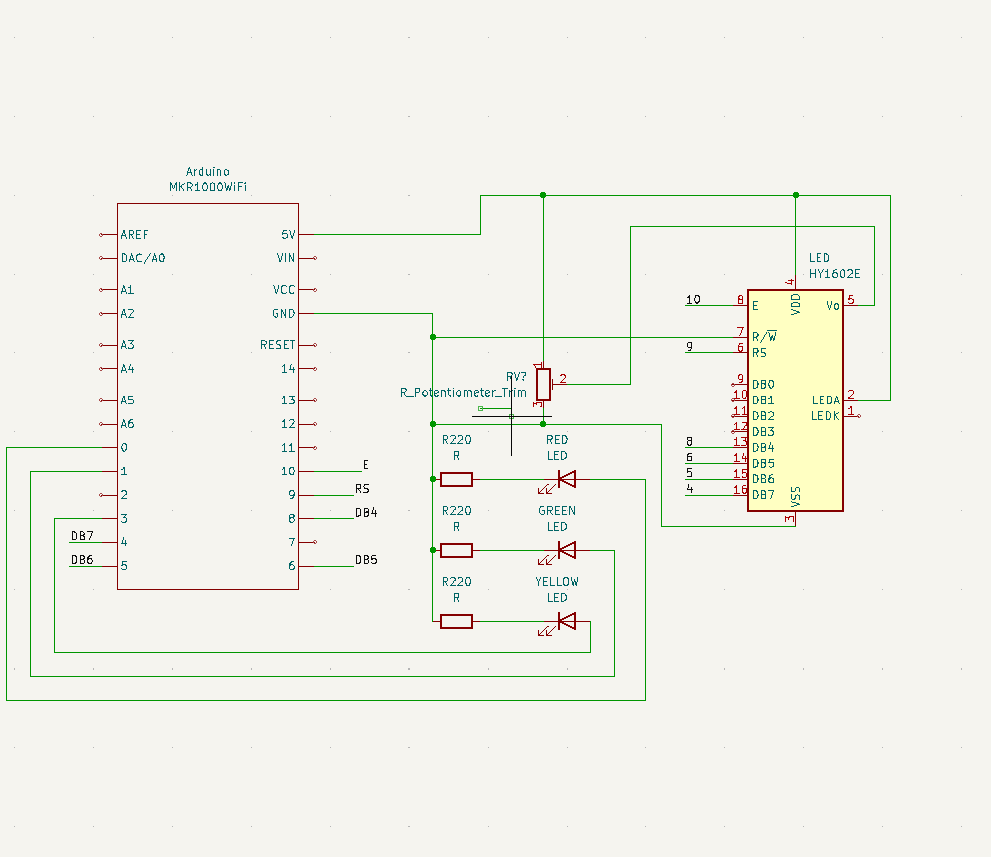 Arduino
MKR1000WiFi
AREF
DAC/A0
A1
A2
A3
A4
A5
A6
0
1
2
3
4
5
DB7
DB6
5V
VIN
VCC
GND
RESET
14
13
12
11
10
9
8
7
6
E
RS
DB4
DB5
RV?
R_Potentiometer_Trim
1
2
3
R220
R
RED
LED
R220
R
GREEN
LED
R220
R
YELLOW
LED
LED
HY1602E
10
9
8
6
5
4
8
7
6
9
10
11
12
13
14
15
16
E
R/W
RS
DB0
DB1
DB2
DB3
DB4
DB5
DB6
DB7
4
VDD
VSS
3
Vo
5
LEDA
2
LEDK
1